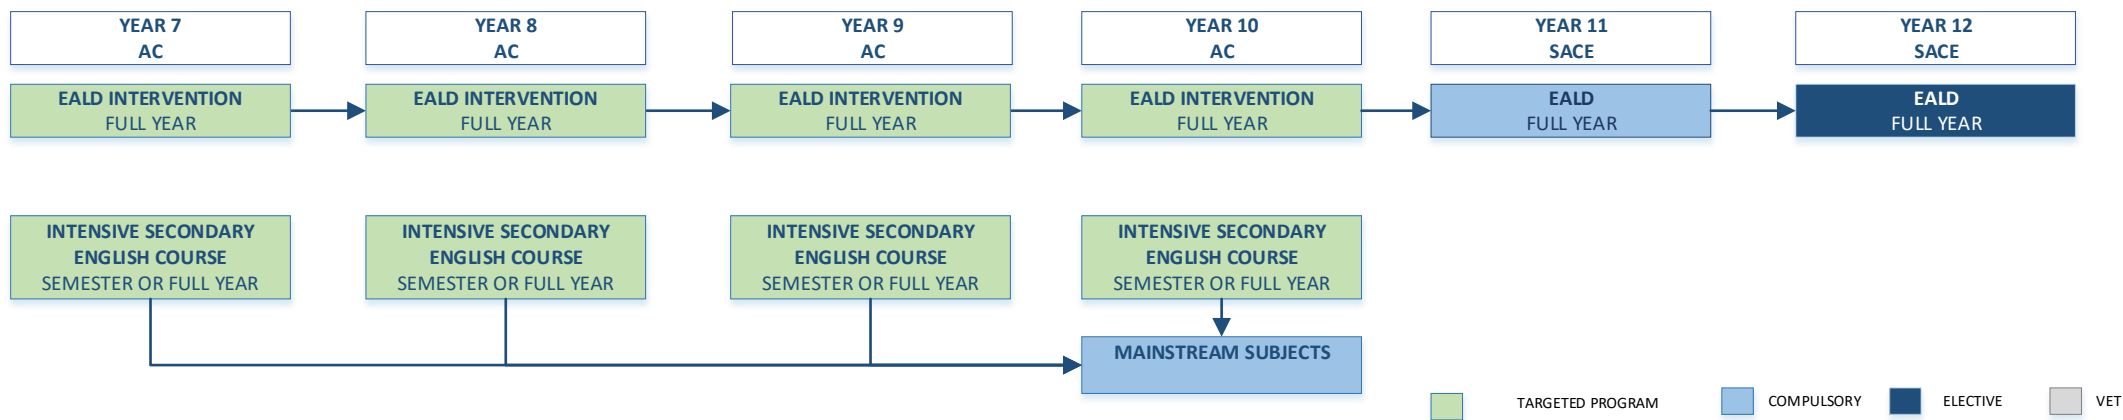 YEAR 7
AC
YEAR 8
AC
YEAR 9
AC
YEAR 10
AC
YEAR 11
SACE
YEAR 12
SACE
EALD INTERVENTION
FULL YEAR
EALD INTERVENTION
FULL YEAR
EALD INTERVENTION
FULL YEAR
EALD INTERVENTION
FULL YEAR
EALD
FULL YEAR
EALD
FULL YEAR
INTENSIVE SECONDARY
ENGLISH COURSE
SEMESTER OR FULL YEAR
INTENSIVE SECONDARY
ENGLISH COURSE
SEMESTER OR FULL YEAR
INTENSIVE SECONDARY
ENGLISH COURSE
SEMESTER OR FULL YEAR
INTENSIVE SECONDARY
ENGLISH COURSE
SEMESTER OR FULL YEAR
MAINSTREAM SUBJECTS
TARGETED PROGRAM
COMPULSORY
ELECTIVE
VET